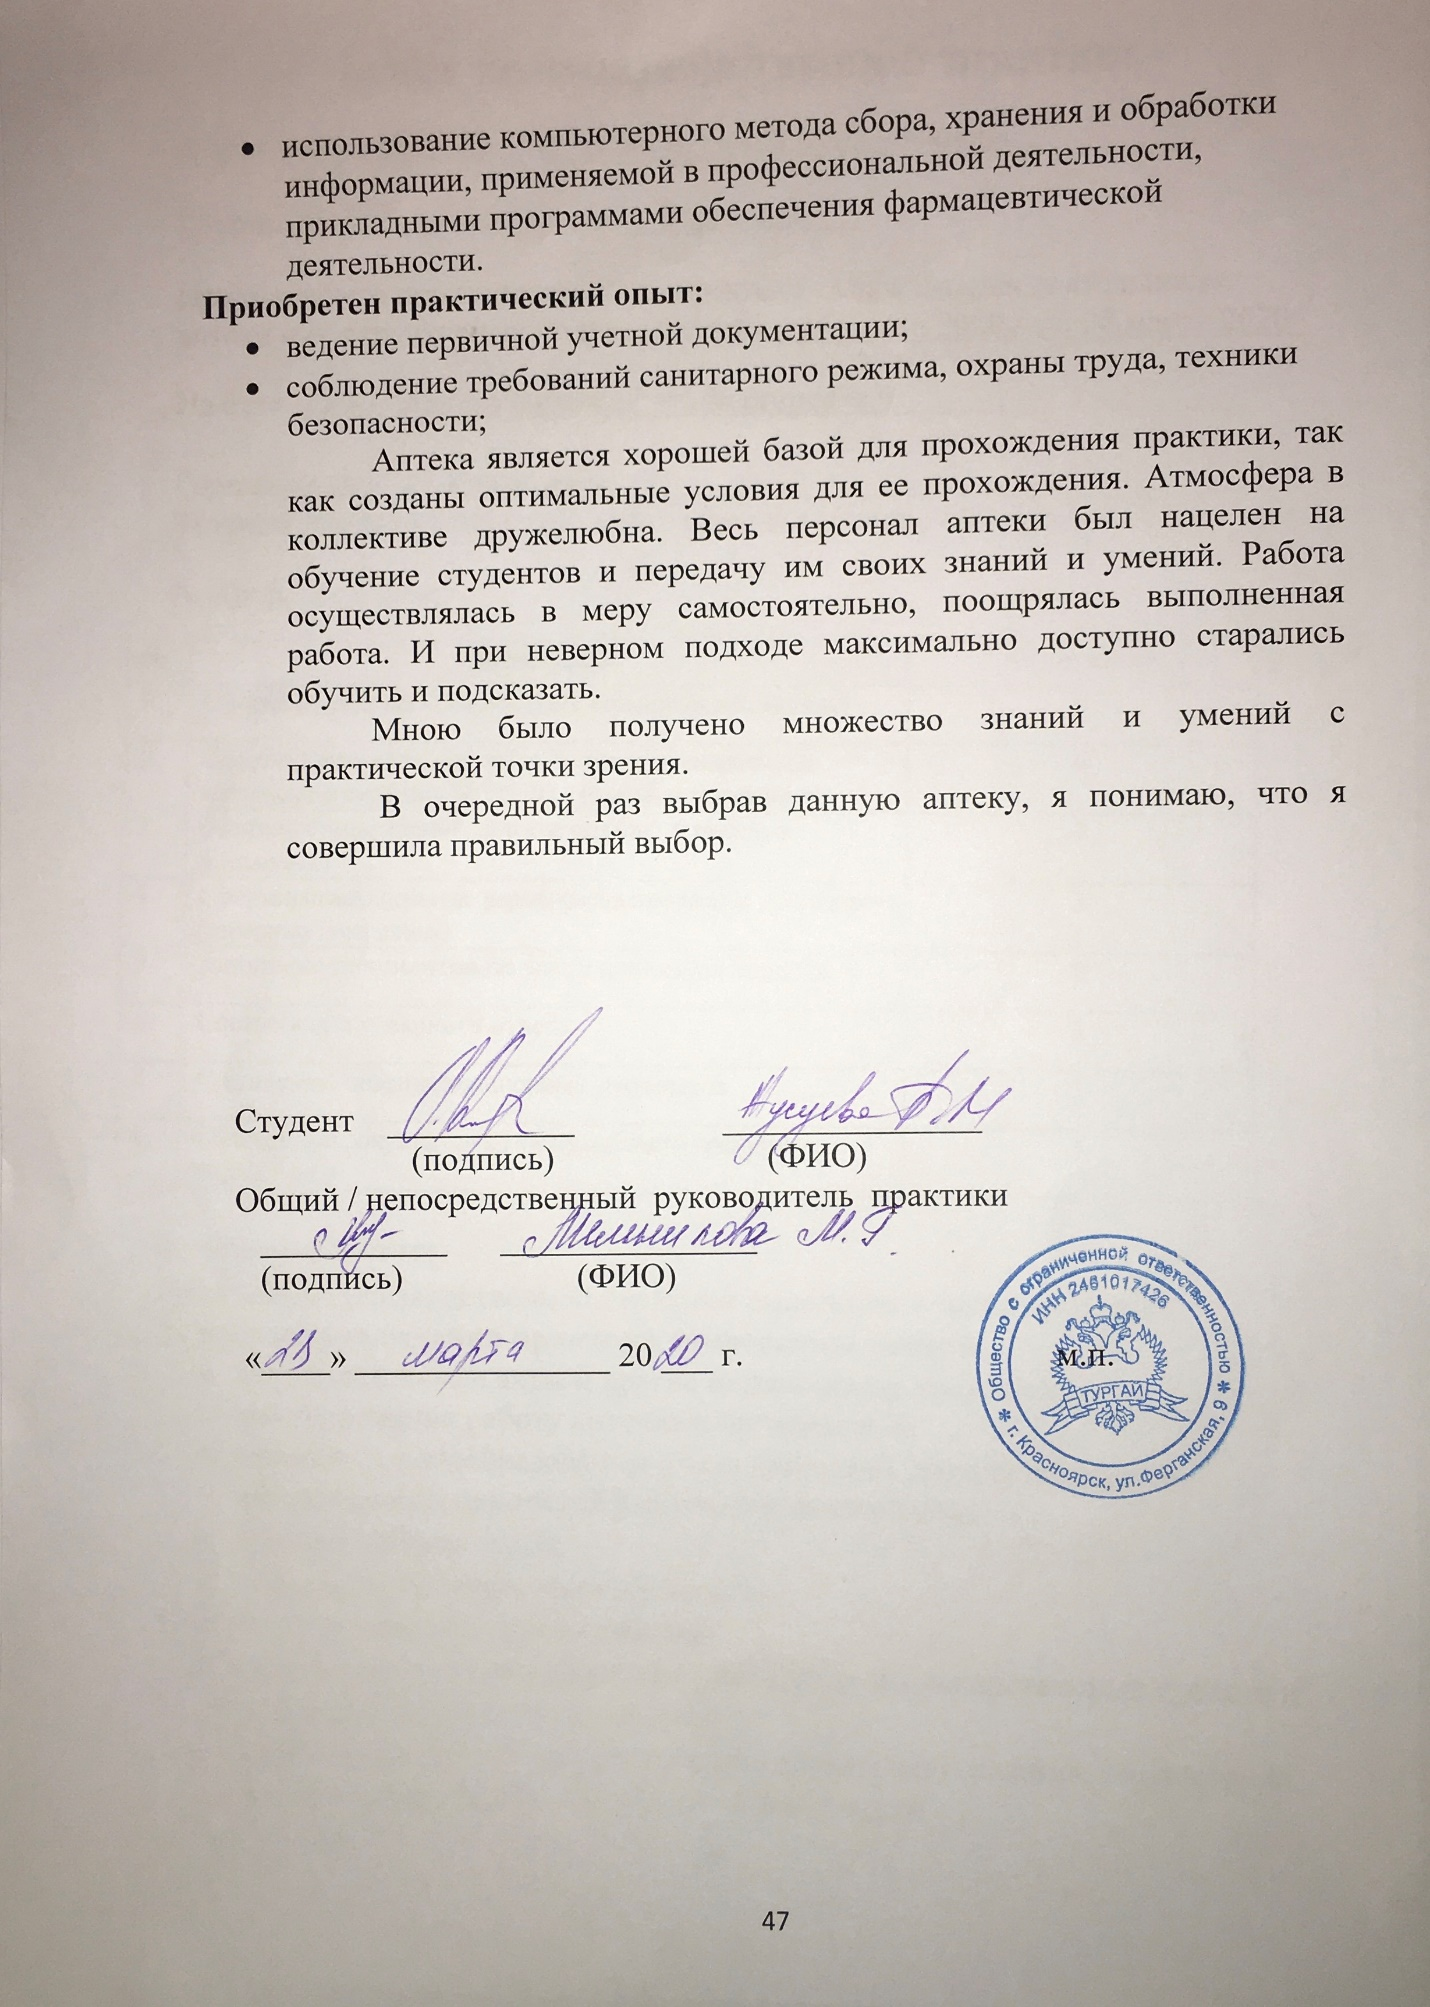 • использование компьютерного метода сбора, хранения и обработки
информации, применяемой в профессиональной деятельности,
прикладными программами обеспечения фармацевтической
деятельности.
Приобретен практический опыт:
• ведение первичной учетной документации;
• соблюдение требований санитарного режима, охраны труда, техники
безопасности;
Аптека является хорошей базой для прохождения практики, так
как созданы оптимальные условия для ее прохождения. Атмосфера в
коллективе дружелюбна. Весь персонал аптеки был нацелен на
обучение студентов и передачу им своих знаний и умений. Работа
осуществлялась в меру самостоятельно, поощрялась выполненная
работа. И при неверном подходе максимально доступно старались
обучить и подсказать.
Мною было получено множество знаний и умений с
практической точки зрения.
В очередной раз выбрав данную аптеку, я понимаю, что я
совершила правильный выбор.
Студент
(подпись) (ФИО)
Общий / непосредственный руководитель практики
М.Г.
(подпись) (ФИО)
« » марта 2020 г. м.п.
Общество с ограниченной ответственностью
ИНН 2461017426
ТУРГАЙ
* г. Красноярск, ул.Ферганская, 9 *
47